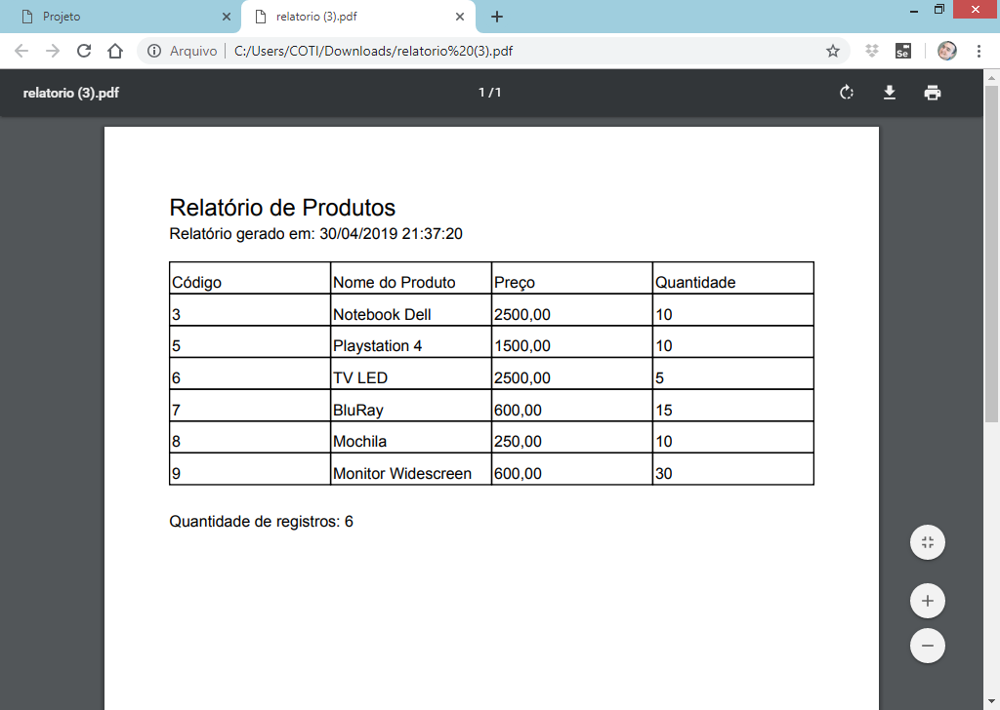 Projeto
relatorio (3).pdf
Arquivo C:/Users/COTI/Downloads/relatorio%20(3).pdf
Se
relatorio (3).pdf 1 / 1
Relatório de Produtos
Relatório gerado em: 30/04/2019 21:37:20
Código Nome do Produto Preço Quantidade
3 Notebook Dell 2500,00 10
5 Playstation 4 1500,00 10
6 TV LED 2500,00 5
7 BluRay 600,00 15
8 Mochila 250,00 10
9 Monitor Widescreen 600,00 30
Quantidade de registros: 6